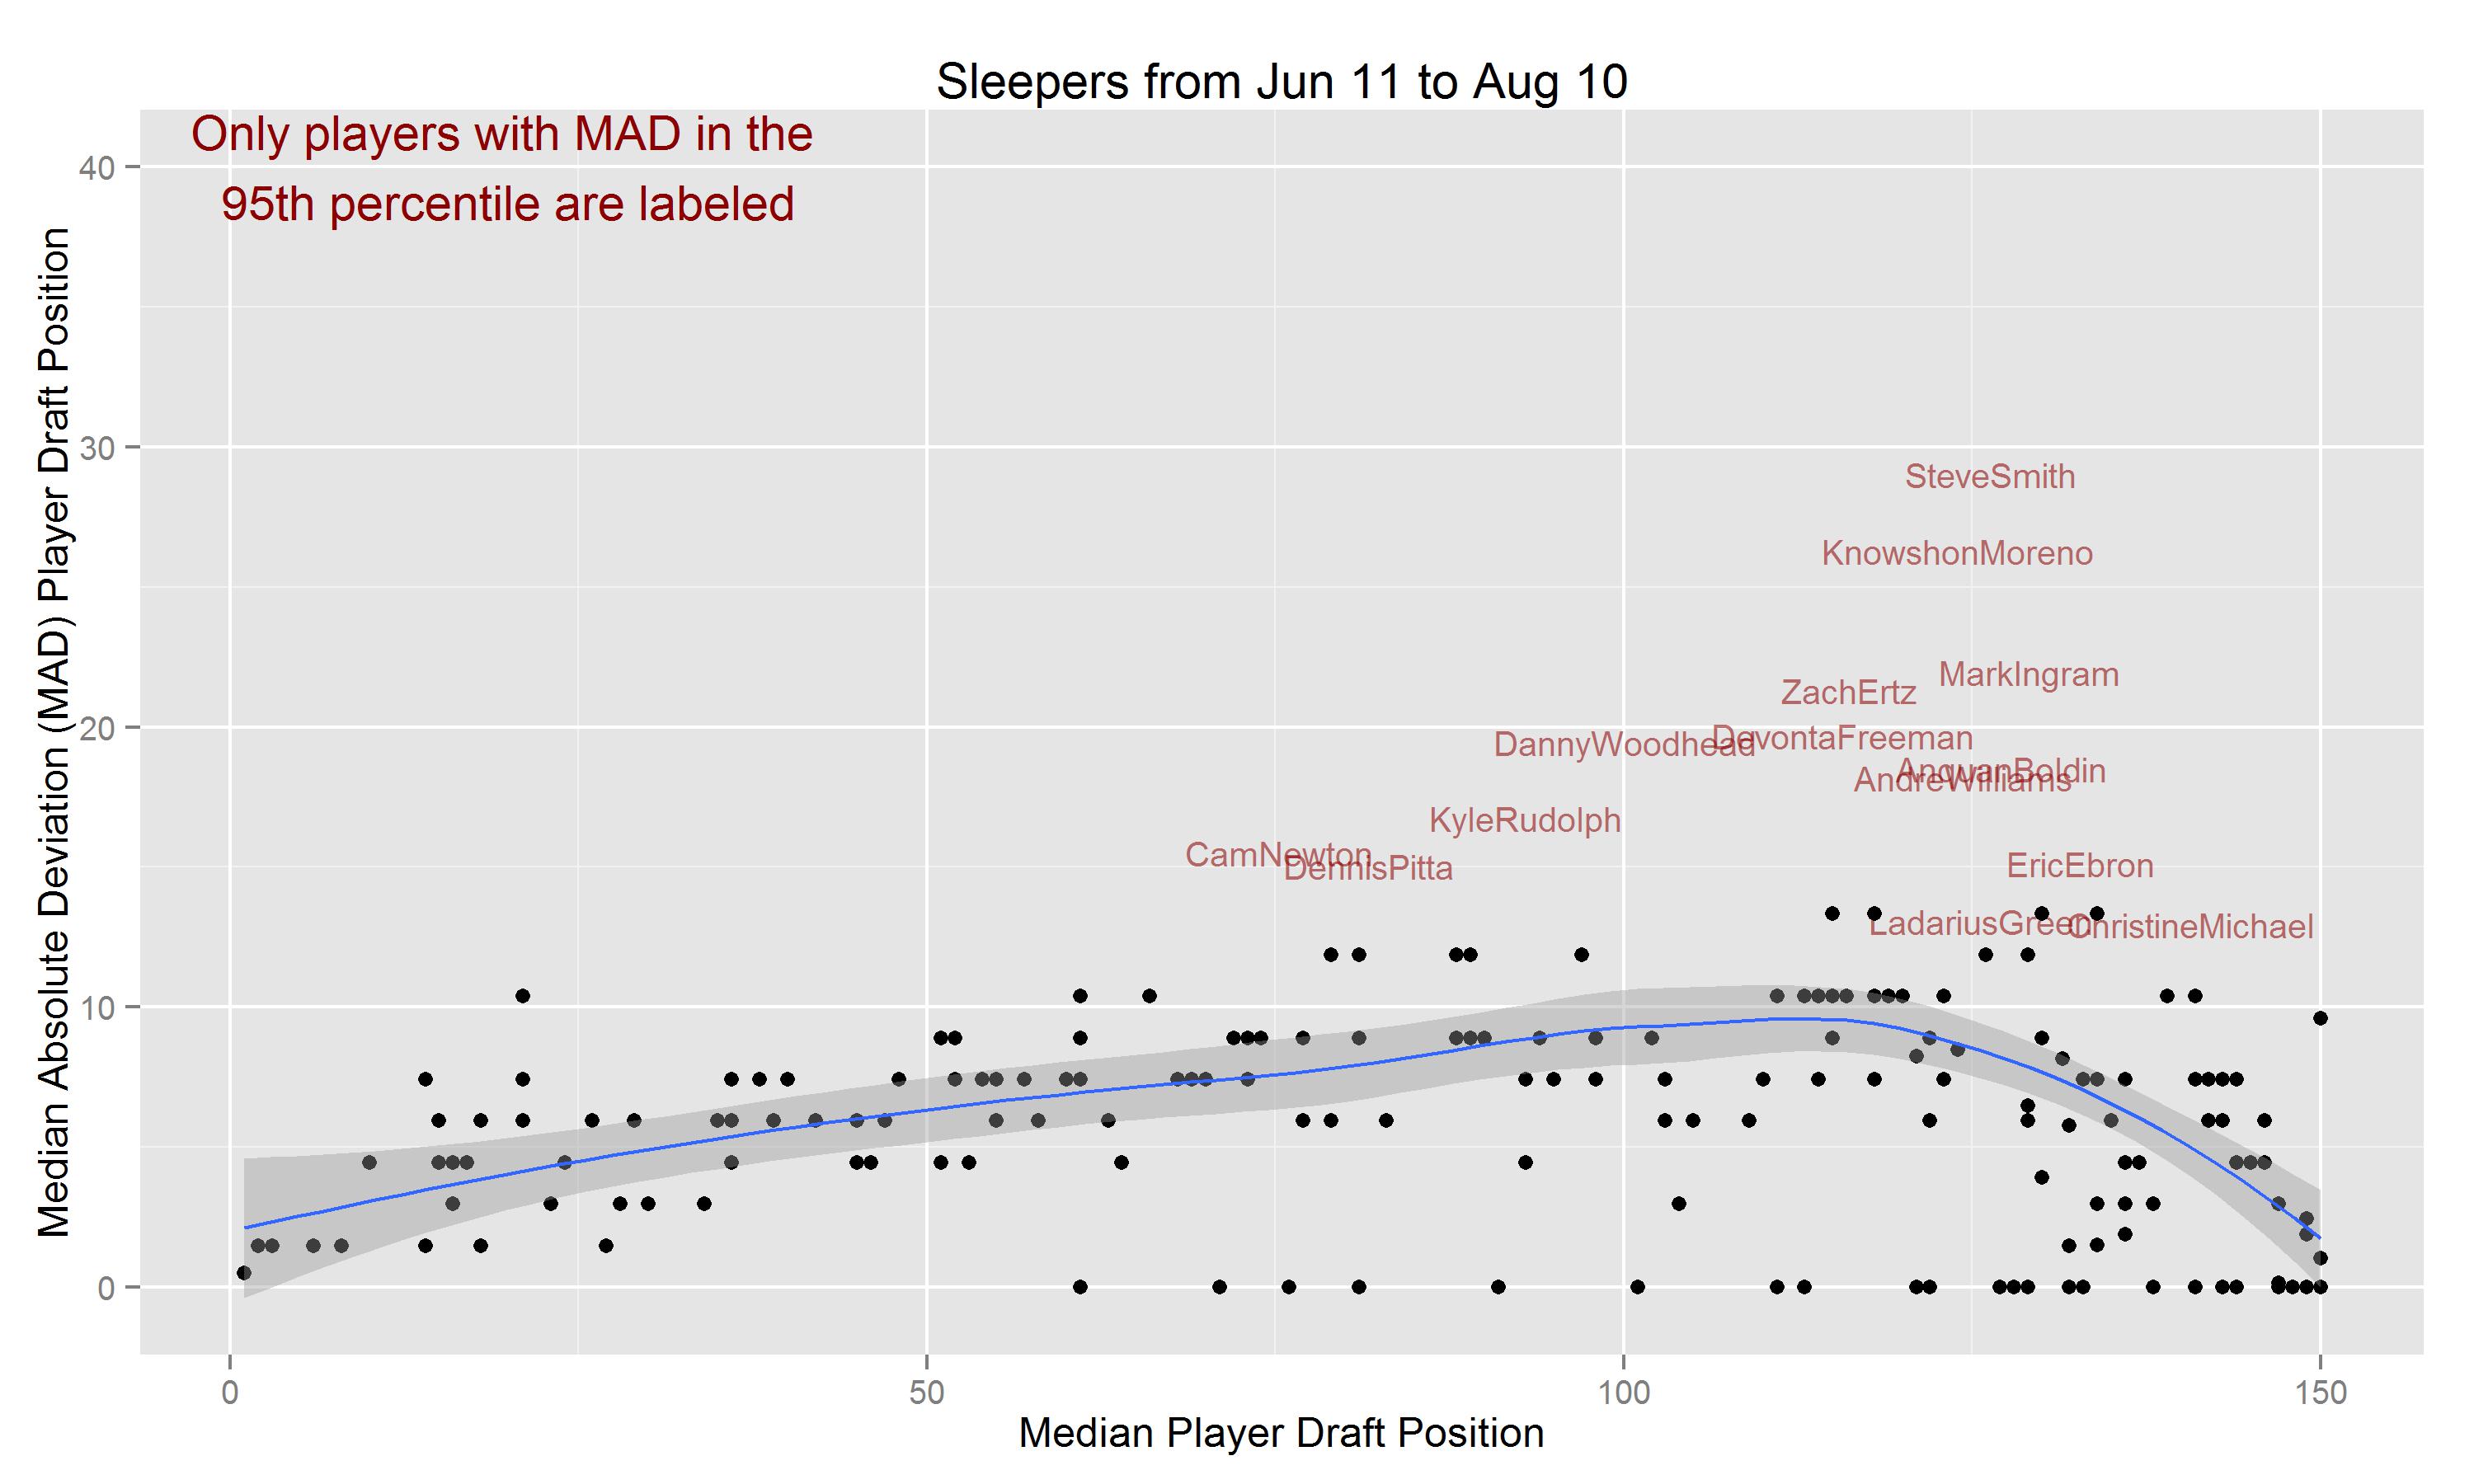 Sleepers from Jun 11 to Aug 10
Only players with MAD in the
95th percentile are labeled
Median Absolute Deviation (MAD) Player Draft Position
40
30
20
10
0
SteveSmith
KnowshonMoreno
MarkIngram
ZachErtz
DevontaFreeman
DannyWoodhead
AnquanBoldin
AndreWilliams
KyleRudolph
CamNewton
DennisPitta
EricEbron
LadariusGreen
ChristineMichael
0
50
100
150
Median Player Draft Position